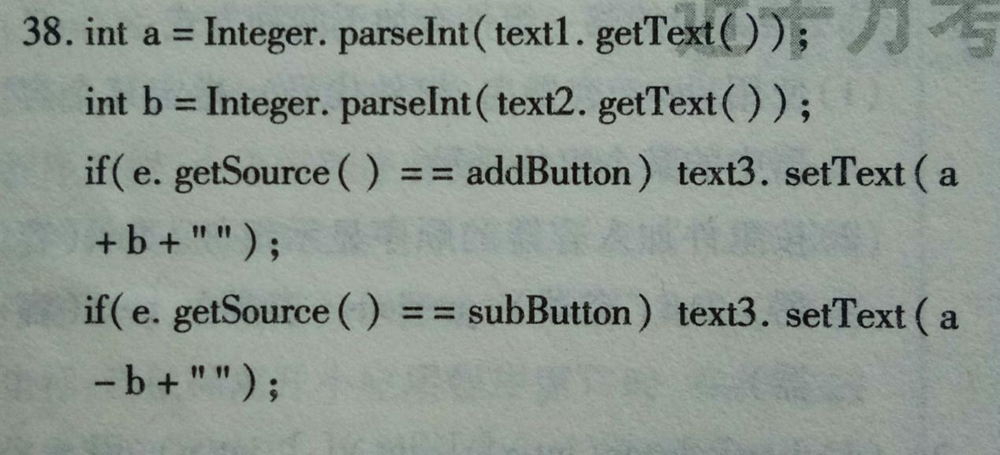 38. int a = Integer. parseInt( text1. getText( ) ) ;
int b = Integer. parseInt( text2. getText( ) ) ;
if( e. getSource ( ) = = addButton ) text3. setText ( a
+ b + " " ) ;
if( e. getSource ( ) = = subButton ) text3. setText ( a
- b + " " ) ;